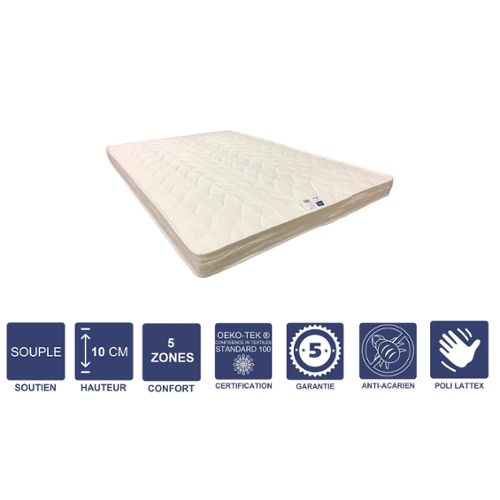 SOUPLE
SOUTIEN
10 CM
HAUTEUR
5
ZONES
CONFORT
OEKO-TEK ®
CONFIDENCE IN TEXTILES
STANDARD 100
CERTIFICATION
5
GARANTIE
ANTI-ACARIEN
POLI LATTEX